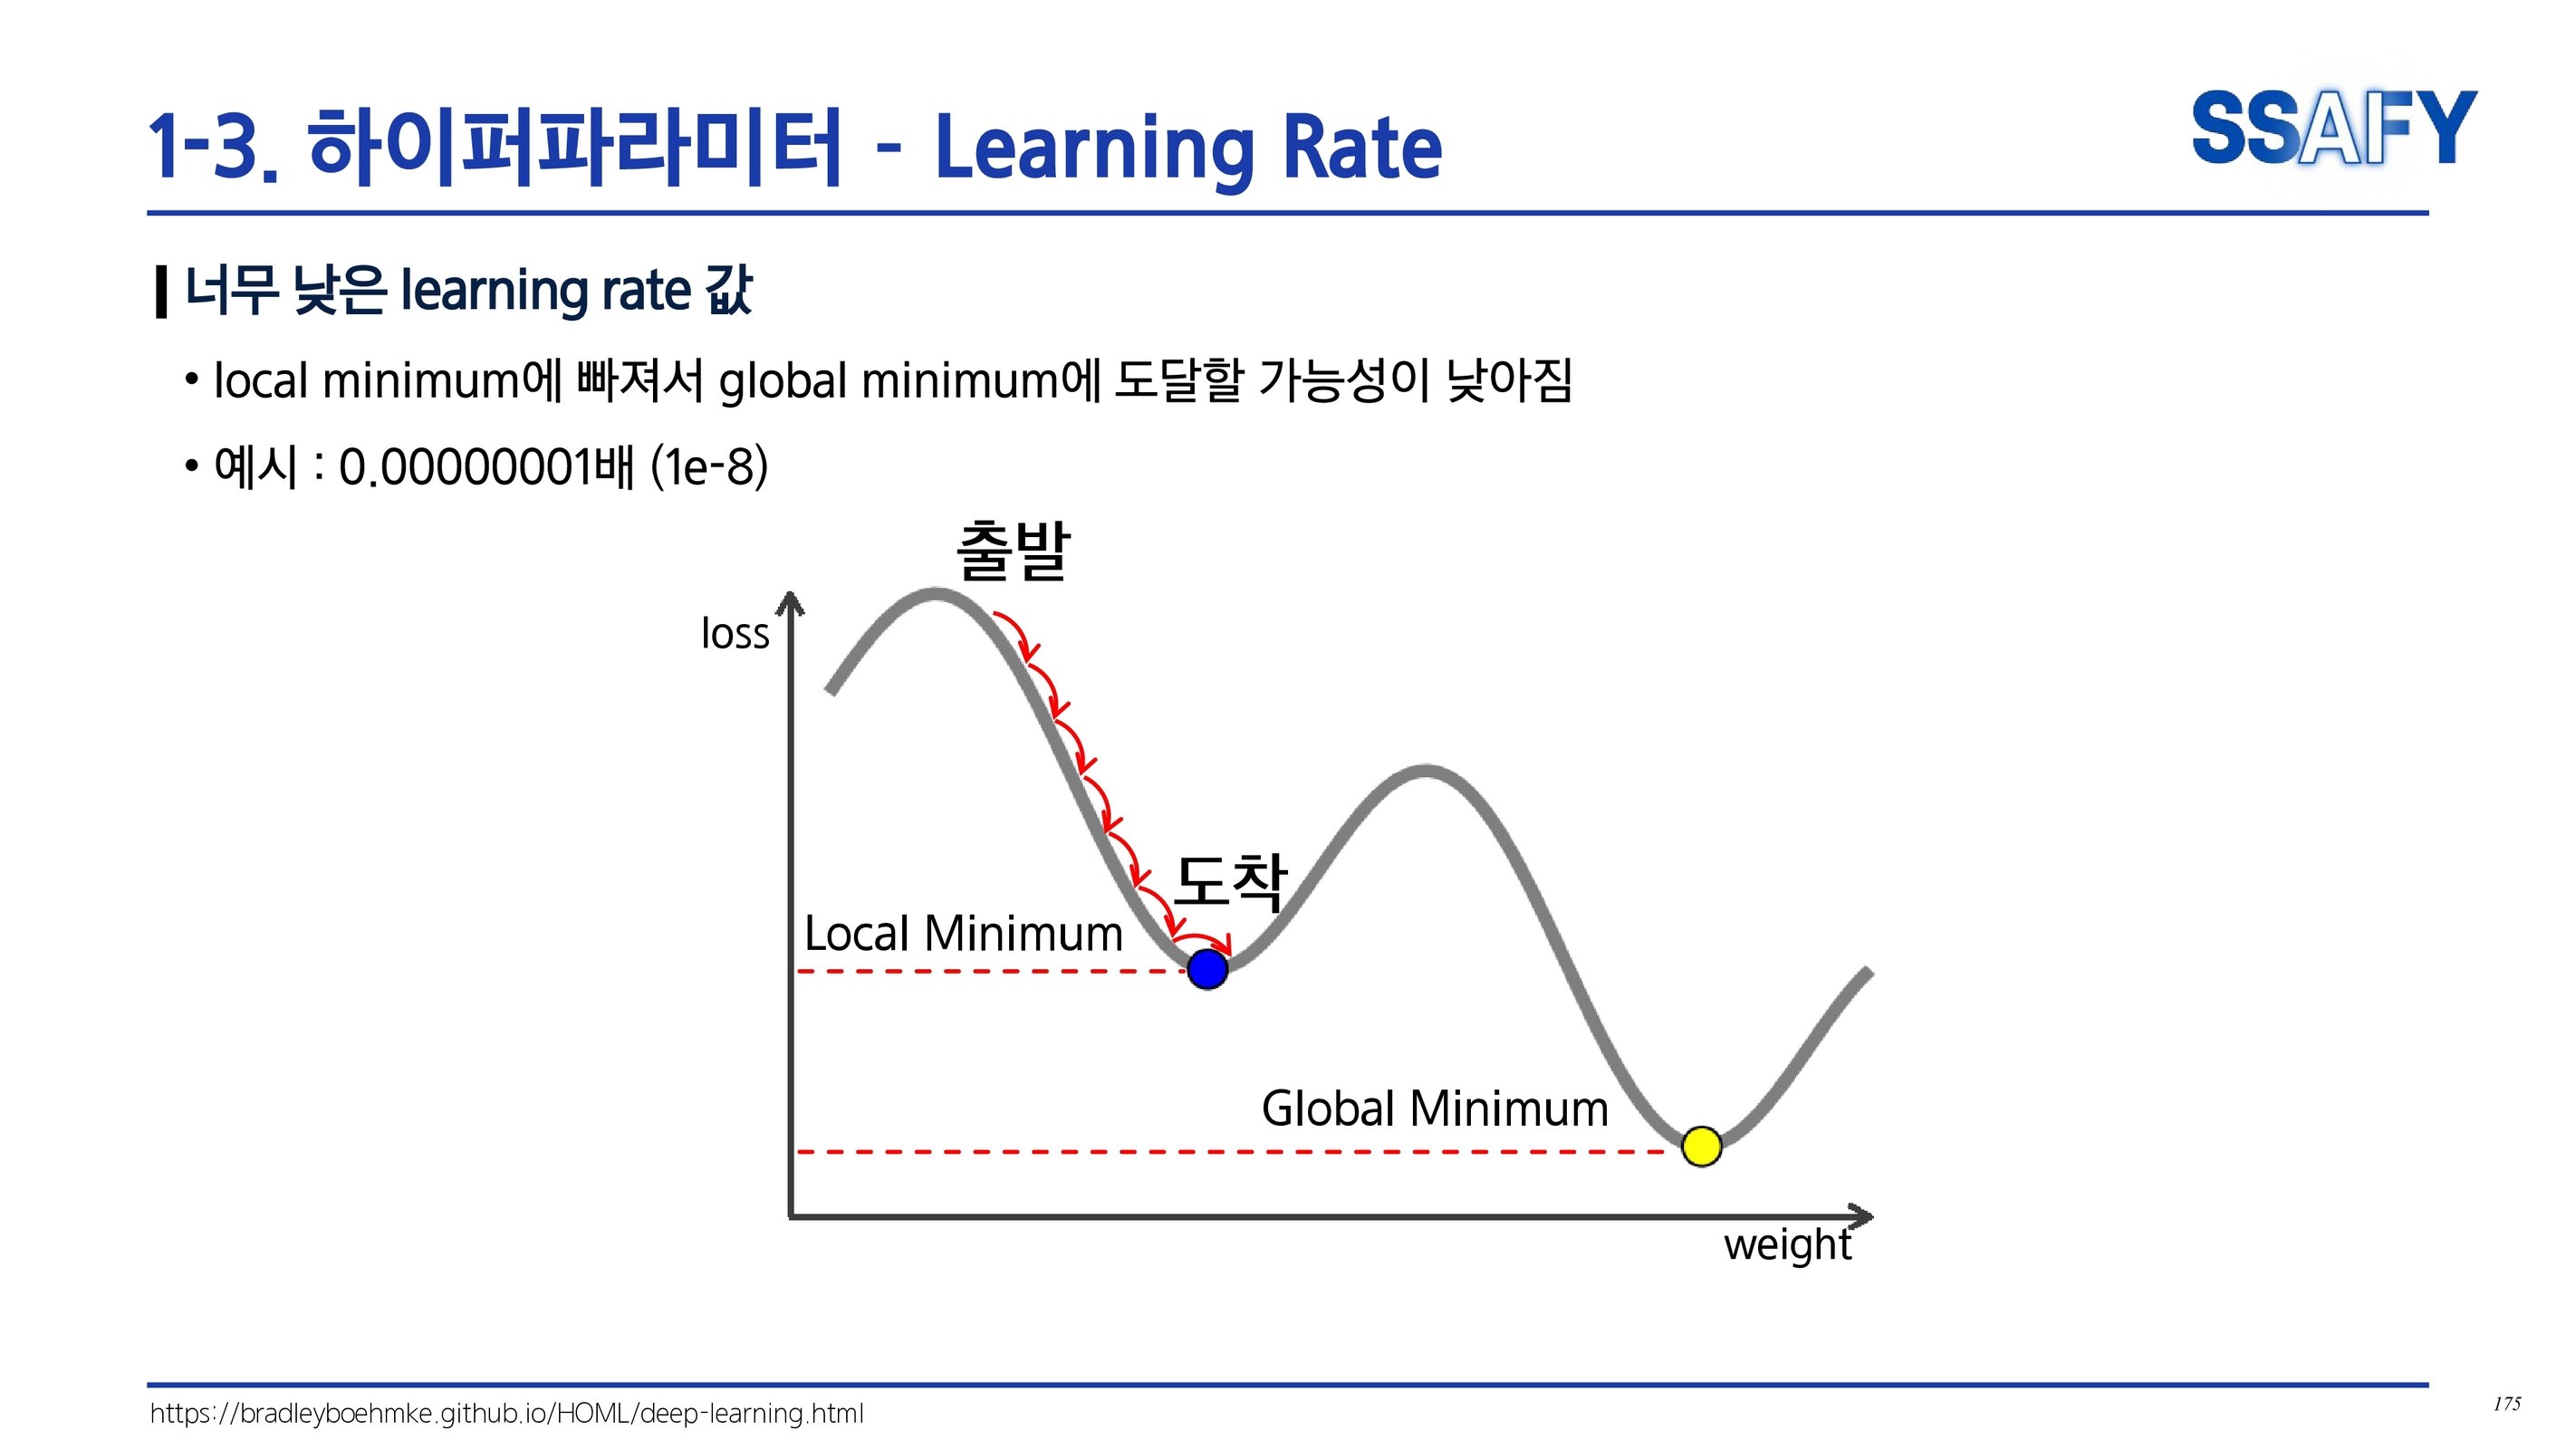 1-3. 하이퍼파라미터 - Learning Rate
SSAFY
너무 낮은 learning rate 값
• local minimum에 빠져서 global minimum에 도달할 가능성이 낮아짐
• 예시 : 0.00000001배 (1e-8)
출발
loss
도착
Local Minimum
Global Minimum
weight
https://bradleyboehmke.github.io/HOML/deep-learning.html
175